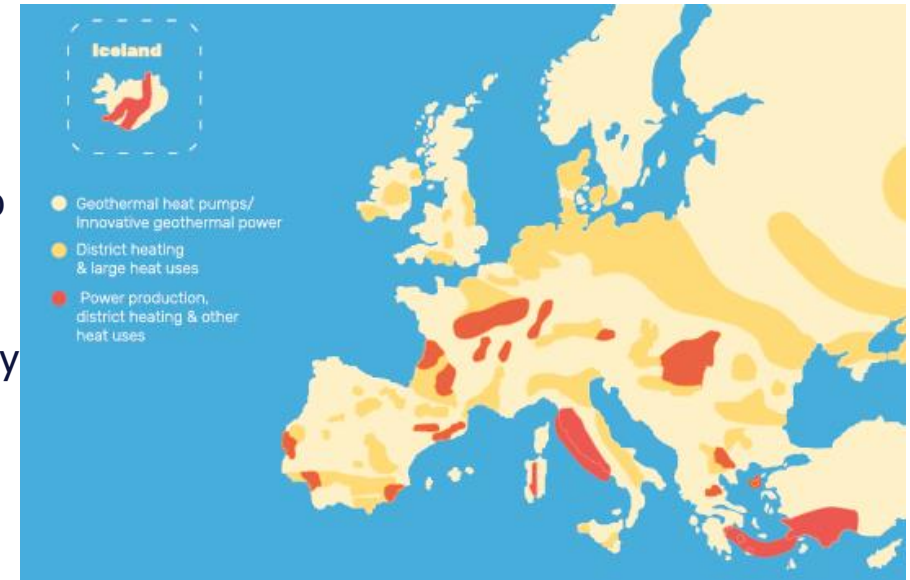 Iceland
Geothermal heat pumps/
Innovative geothermal power
District heating
& large heat uses
Power production,
district heating & other
heat uses